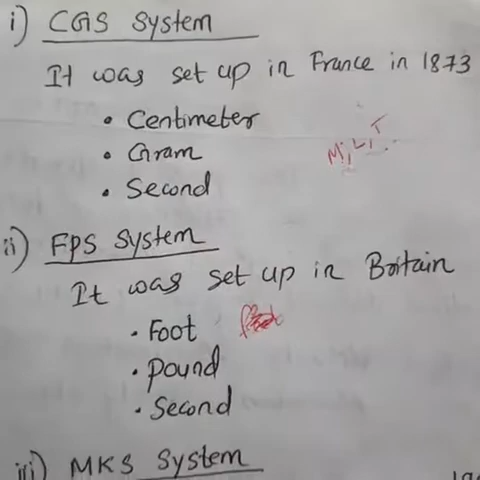 i) CGS System
It was set up in France in 1873
• Centimeter
• Gram
M, L, T
• Second
ii) FPS System
It was set up in Britain
• Foot
• Pound
• Second
iii) MKS System